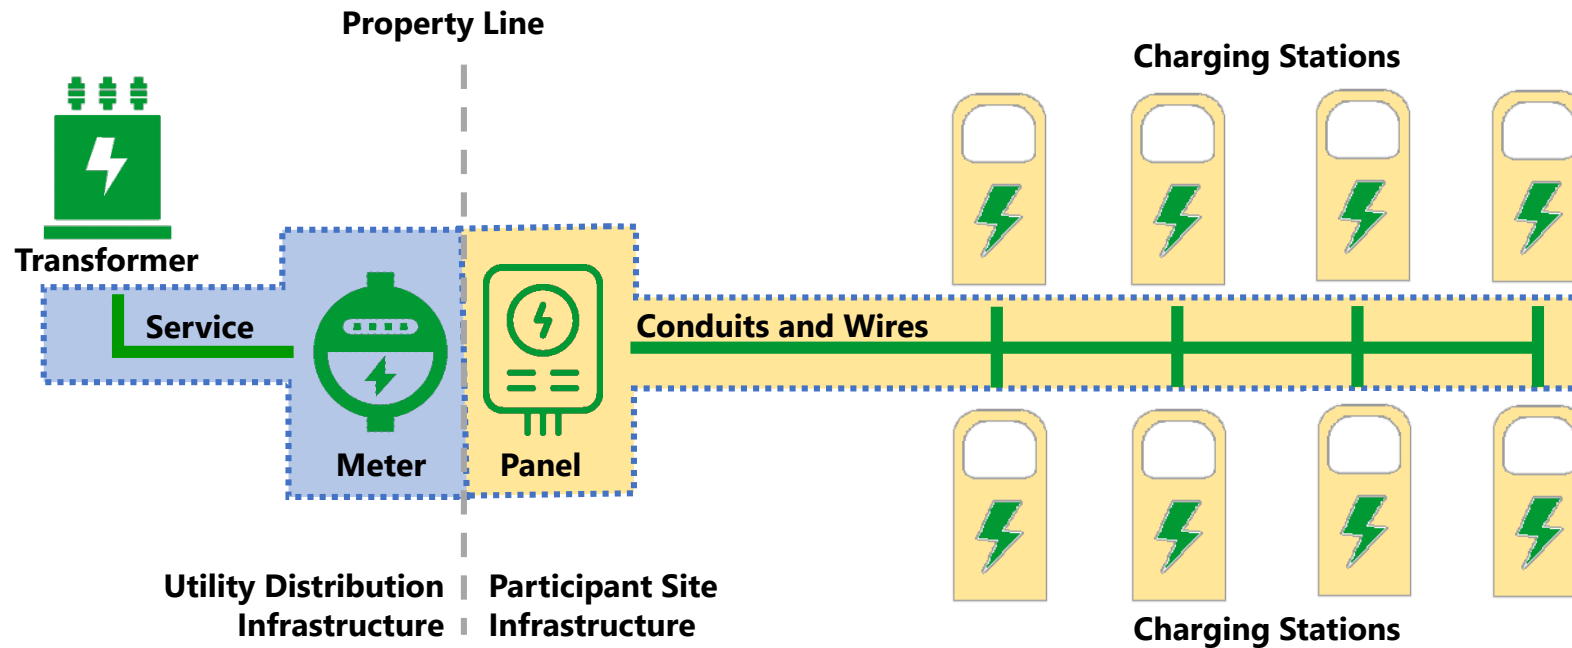 Property Line
Charging Stations
Transformer
Service
Conduits and Wires
Meter
Panel
Utility Distribution
Infrastructure
Participant Site
Infrastructure
Charging Stations